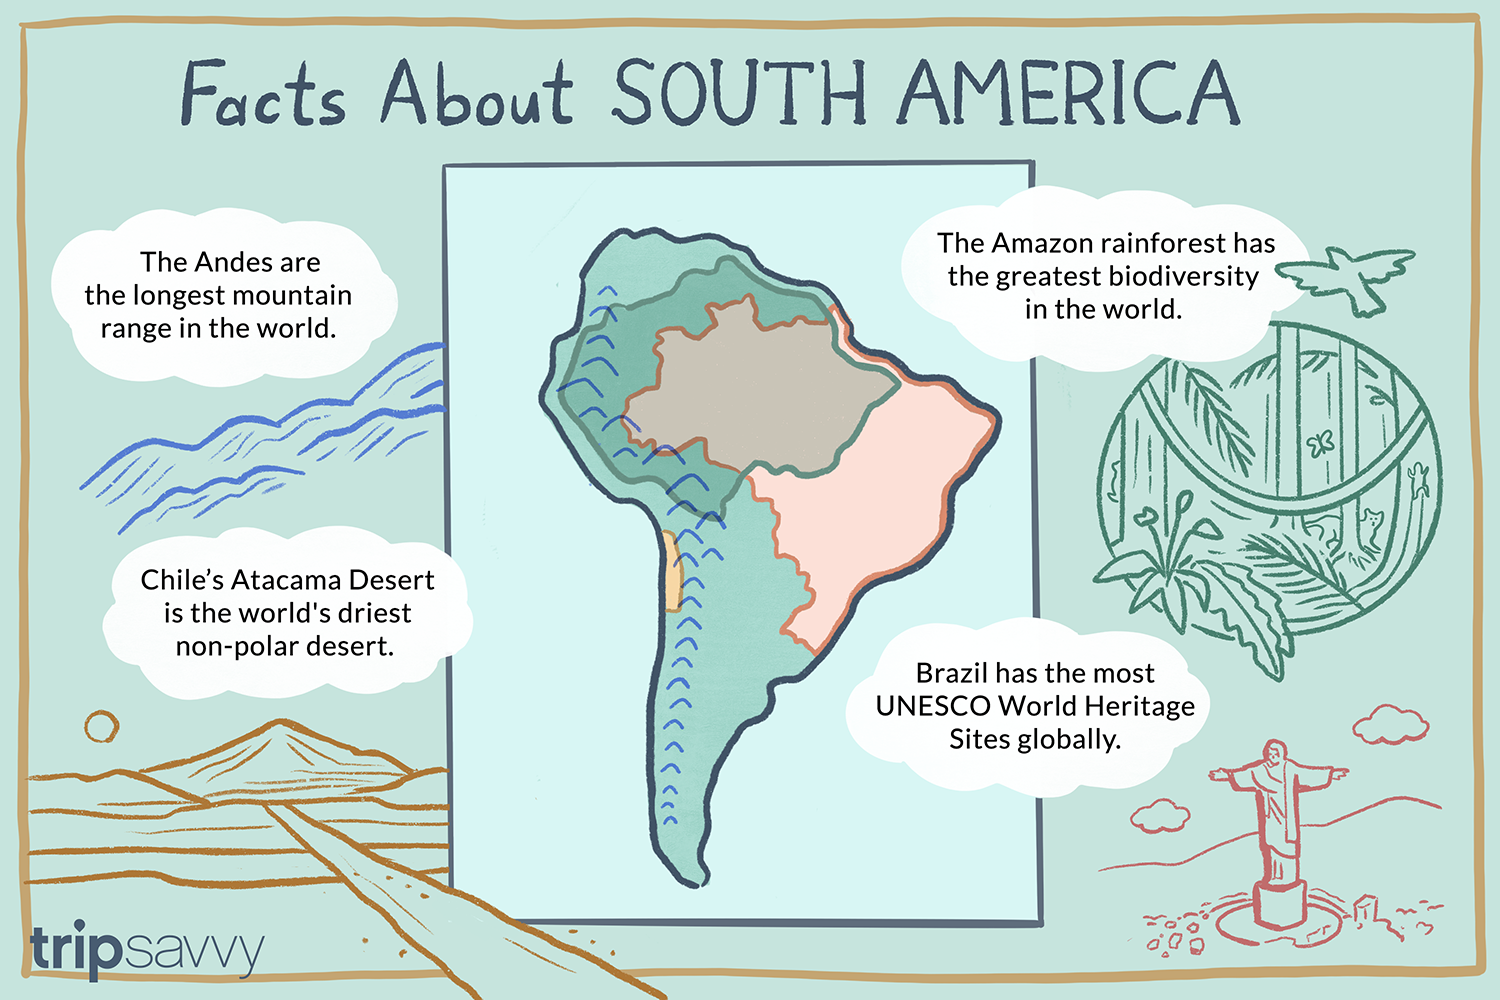 Facts About SOUTH AMERICA
The Andes are
the longest mountain
range in the world.
The Amazon rainforest has
the greatest biodiversity
in the world.
Chile’s Atacama Desert
is the world's driest
non-polar desert.
Brazil has the most
UNESCO World Heritage
Sites globally.
tripsavvy